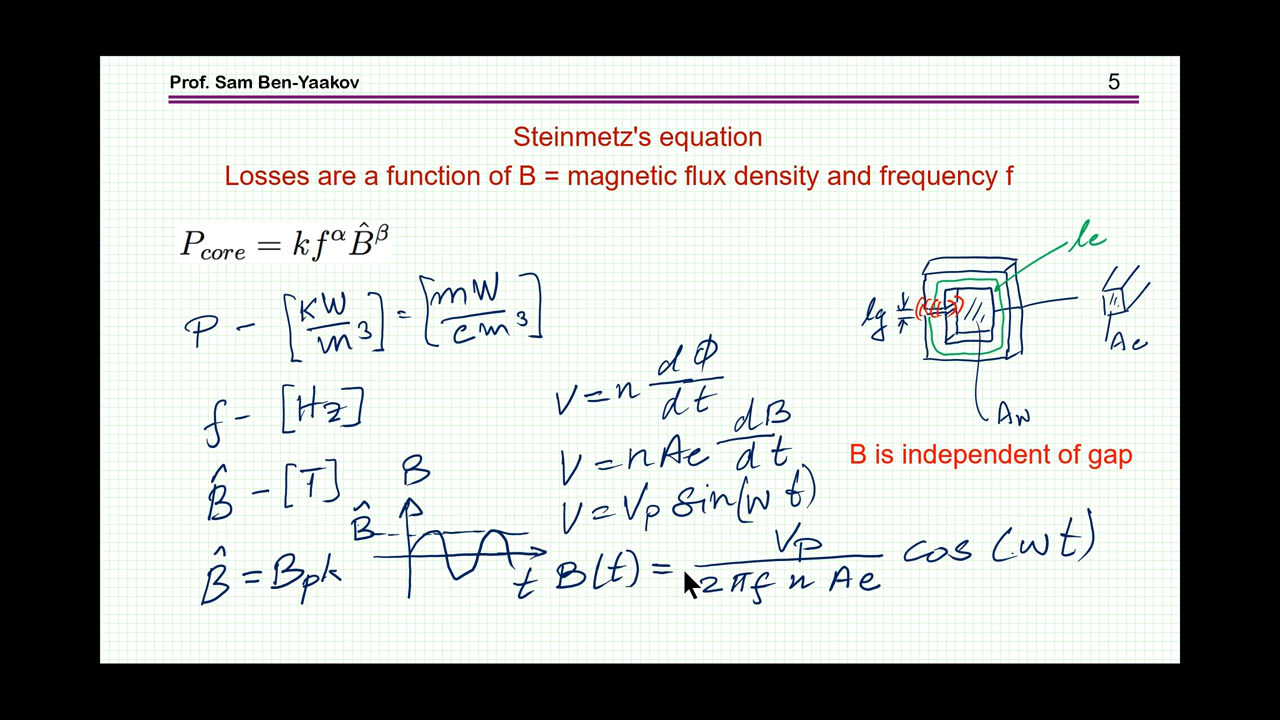 Prof. Sam Ben-Yaakov 5
Steinmetz's equation
Losses are a function of B = magnetic flux density and frequency f
P_core = k f^α B̂^β
P - [KW/m³] = [mW/cm³]
f - [Hz]
B̂ - [T]
B̂ = Bpk
B
B̂
t
V = n dΦ/dt
V = n Ae dB/dt
V = Vp Sin(wt)
B(t) = Vp/(2πf n Ae) cos(wt)
le
lg
Ae
Aw
B is independent of gap